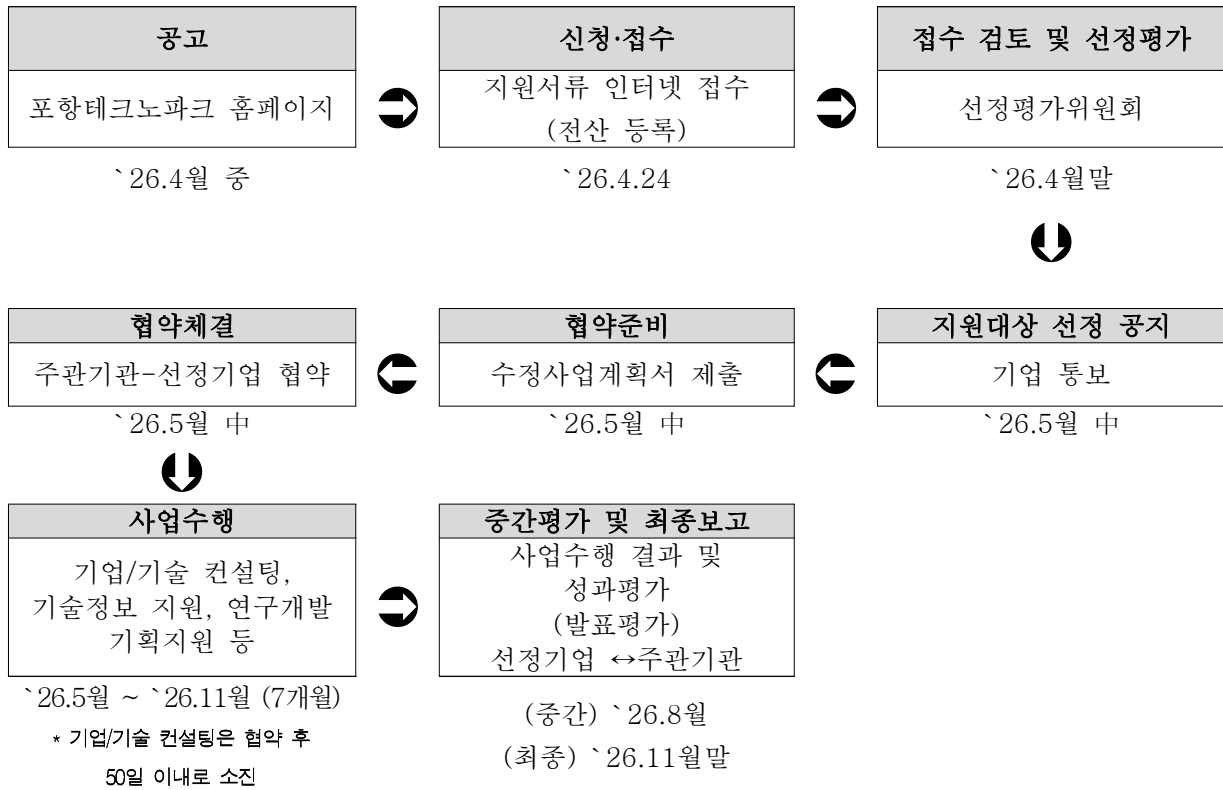 공고
포항테크노파크 홈페이지
`26.4월 중
신청·접수
지원서류 인터넷 접수
(전산 등록)
`26.4.24
접수 검토 및 선정평가
선정평가위원회
`26.4월말
지원대상 선정 공지
기업 통보
`26.5월 中
협약준비
수정사업계획서 제출
`26.5월 中
협약체결
주관기관-선정기업 협약
`26.5월 中
사업수행
기업/기술 컨설팅,
기술정보 지원, 연구개발
기획지원 등
`26.5월 ~ `26.11월 (7개월)
* 기업/기술 컨설팅은 협약 후
50일 이내로 소진
중간평가 및 최종보고
사업수행 결과 및
성과평가
(발표평가)
선정기업 ↔주관기관
(중간) `26.8월
(최종) `26.11월말